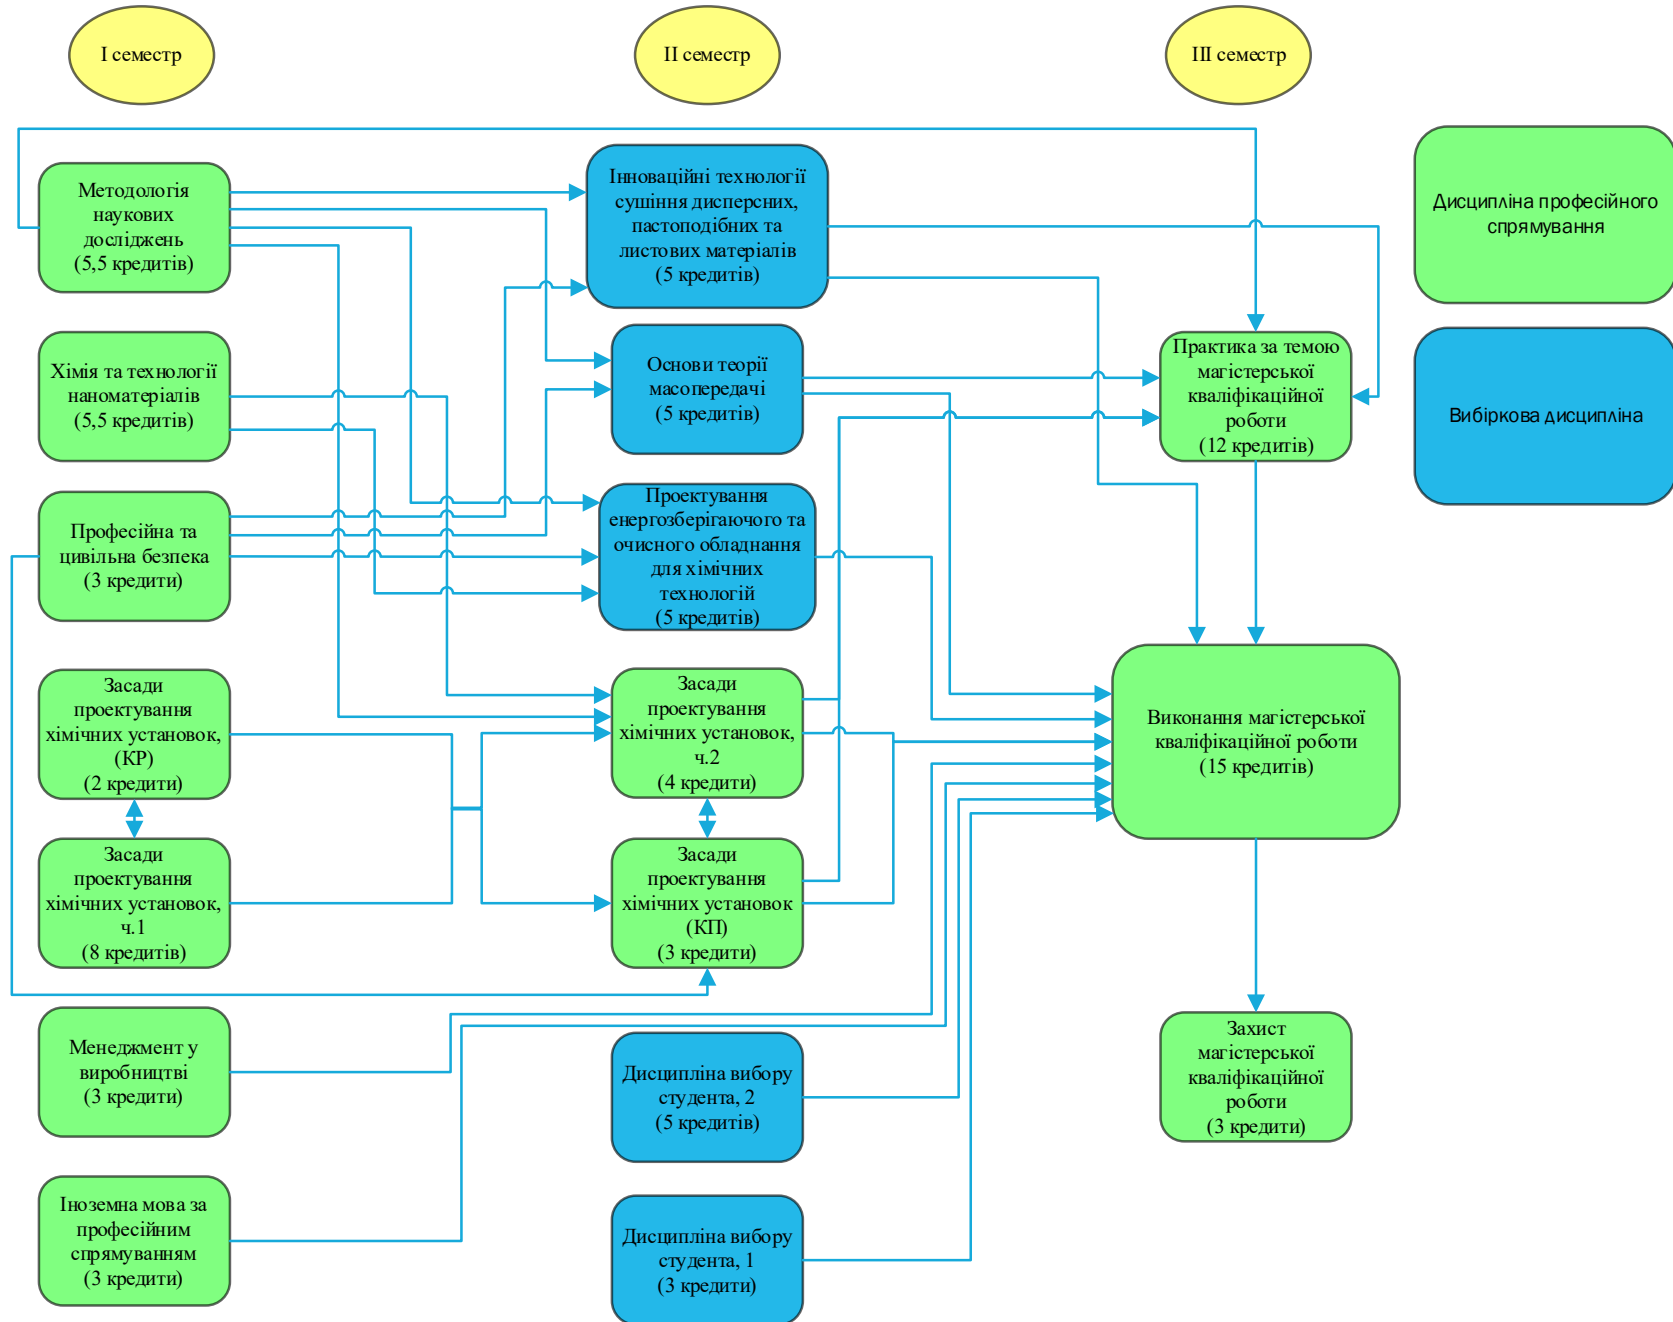 I семестр
II семестр
III семестр
Методологія
наукових
досліджень
(5,5 кредитів)
Хімія та технології
наноматеріалів
(5,5 кредитів)
Професійна та
цивільна безпека
(3 кредити)
Засади
проектування
хімічних установок,
(КР)
(2 кредити)
Засади
проектування
хімічних установок,
ч.1
(8 кредитів)
Менеджмент у
виробництві
(3 кредити)
Іноземна мова за
професійним
спрямуванням
(3 кредити)
Інноваційні технології
сушіння дисперсних,
пастоподібних та
листових матеріалів
(5 кредитів)
Основи теорії
масопередачі
(5 кредитів)
Проектування
енергозберігаючого та
очисного обладнання
для хімічних
технологій
(5 кредитів)
Засади
проектування
хімічних установок,
ч.2
(4 кредити)
Засади
проектування
хімічних установок
(КП)
(3 кредити)
Дисципліна вибору
студента, 2
(5 кредитів)
Дисципліна вибору
студента, 1
(3 кредити)
Практика за темою
магістерської
кваліфікаційної
роботи
(12 кредитів)
Виконання магістерської
кваліфікаційної роботи
(15 кредитів)
Захист
магістерської
кваліфікаційної
роботи
(3 кредити)
Дисципліна професійного
спрямування
Вибіркова дисципліна